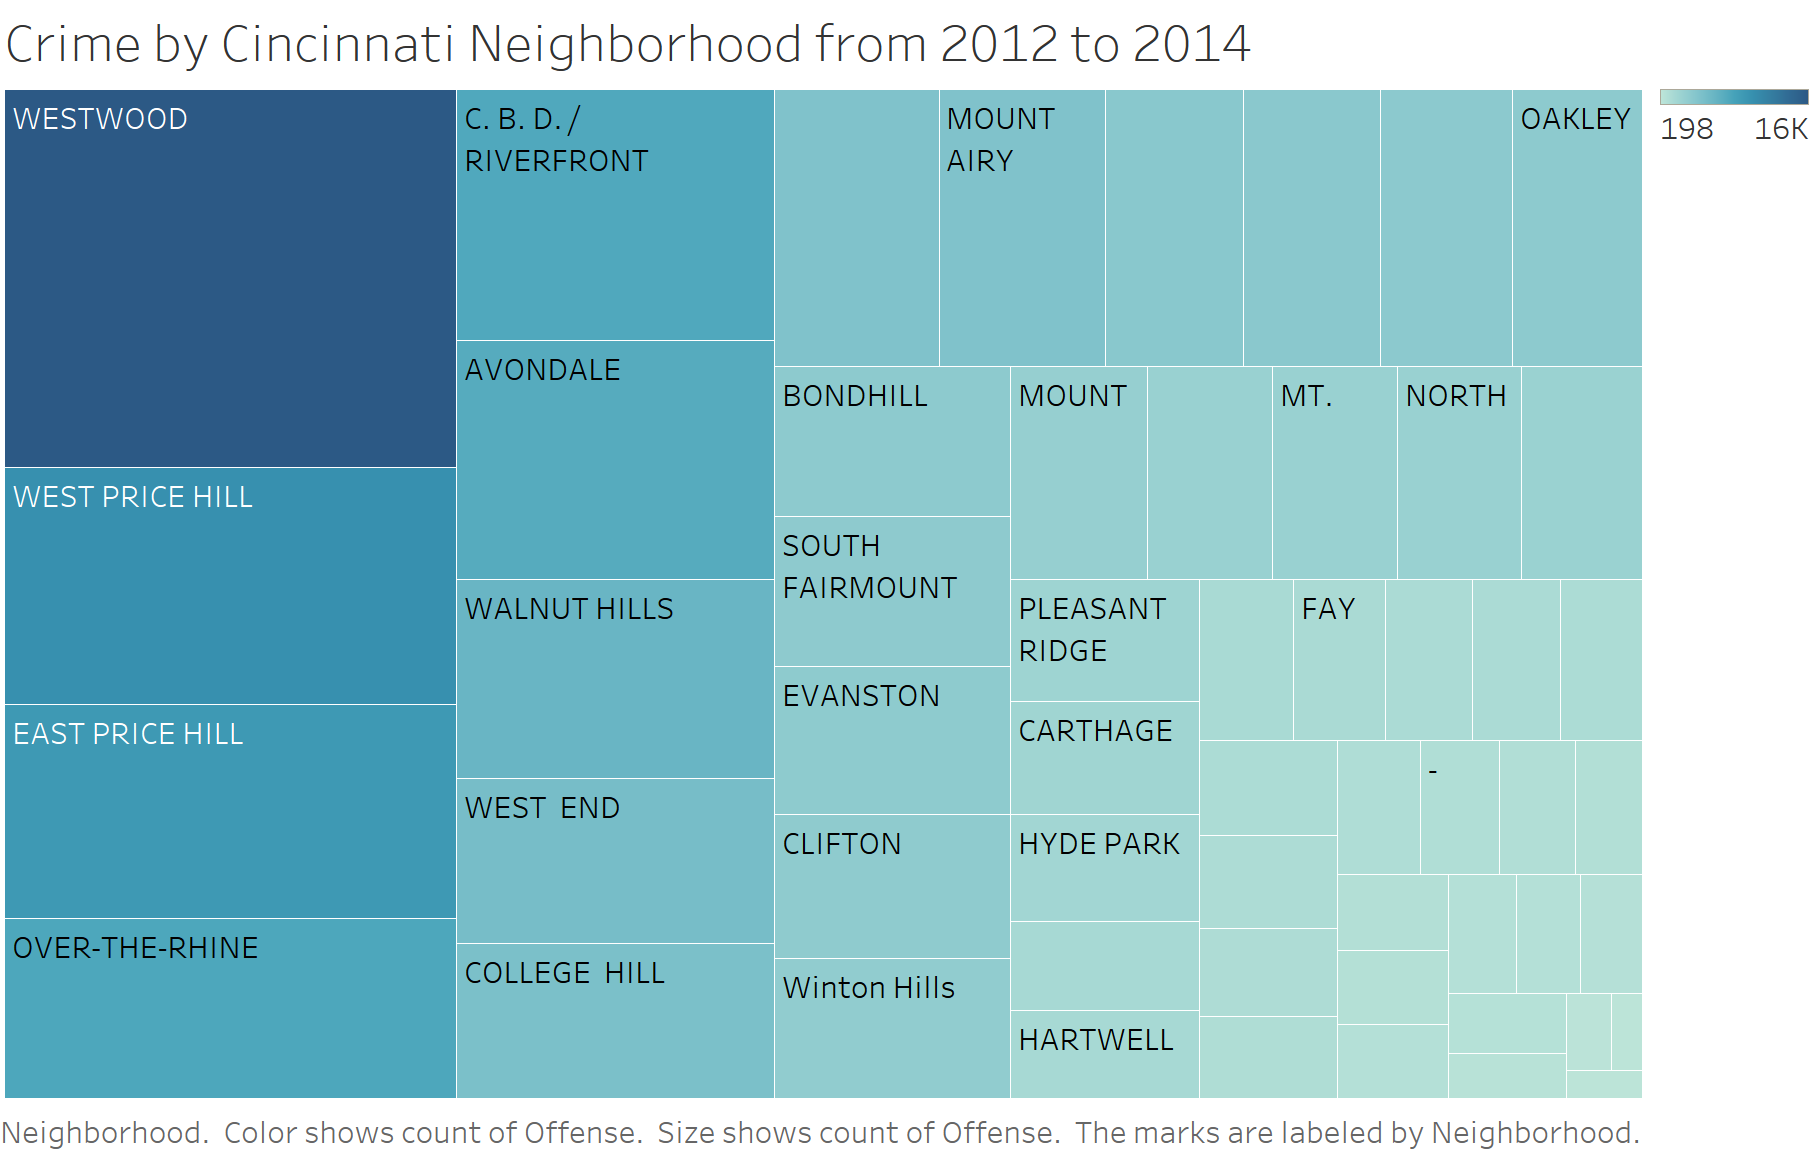 Crime by Cincinnati Neighborhood from 2012 to 2014
WESTWOOD
WEST PRICE HILL
EAST PRICE HILL
OVER-THE-RHINE
C. B. D. /
RIVERFRONT
AVONDALE
WALNUT HILLS
WEST  END
COLLEGE  HILL
MOUNT
AIRY
OAKLEY
BONDHILL
SOUTH
FAIRMOUNT
EVANSTON
CLIFTON
Winton Hills
MOUNT
MT.
NORTH
PLEASANT
RIDGE
CARTHAGE
HYDE PARK
HARTWELL
FAY
-
198 16K
Neighborhood.  Color shows count of Offense.  Size shows count of Offense.  The marks are labeled by Neighborhood.